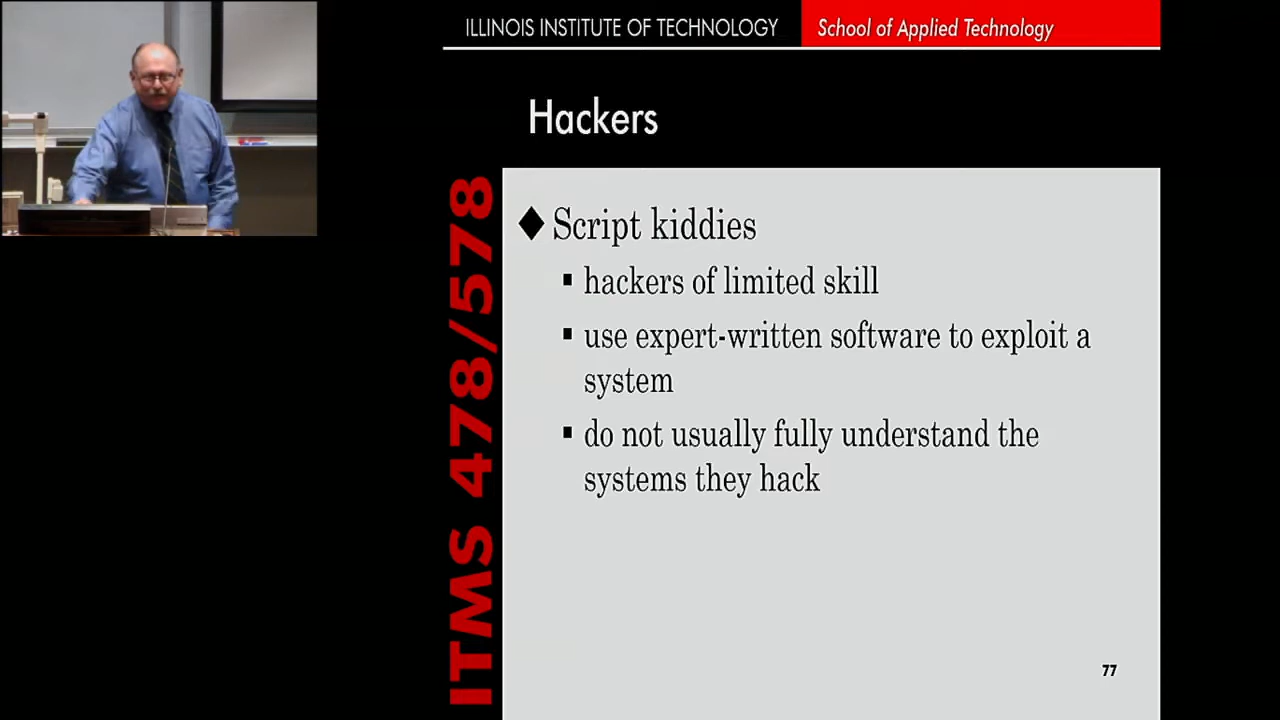 ILLINOIS INSTITUTE OF TECHNOLOGY School of Applied Technology
Hackers
ITMS 478/578
Script kiddies
hackers of limited skill
use expert-written software to exploit a
system
do not usually fully understand the
systems they hack
77